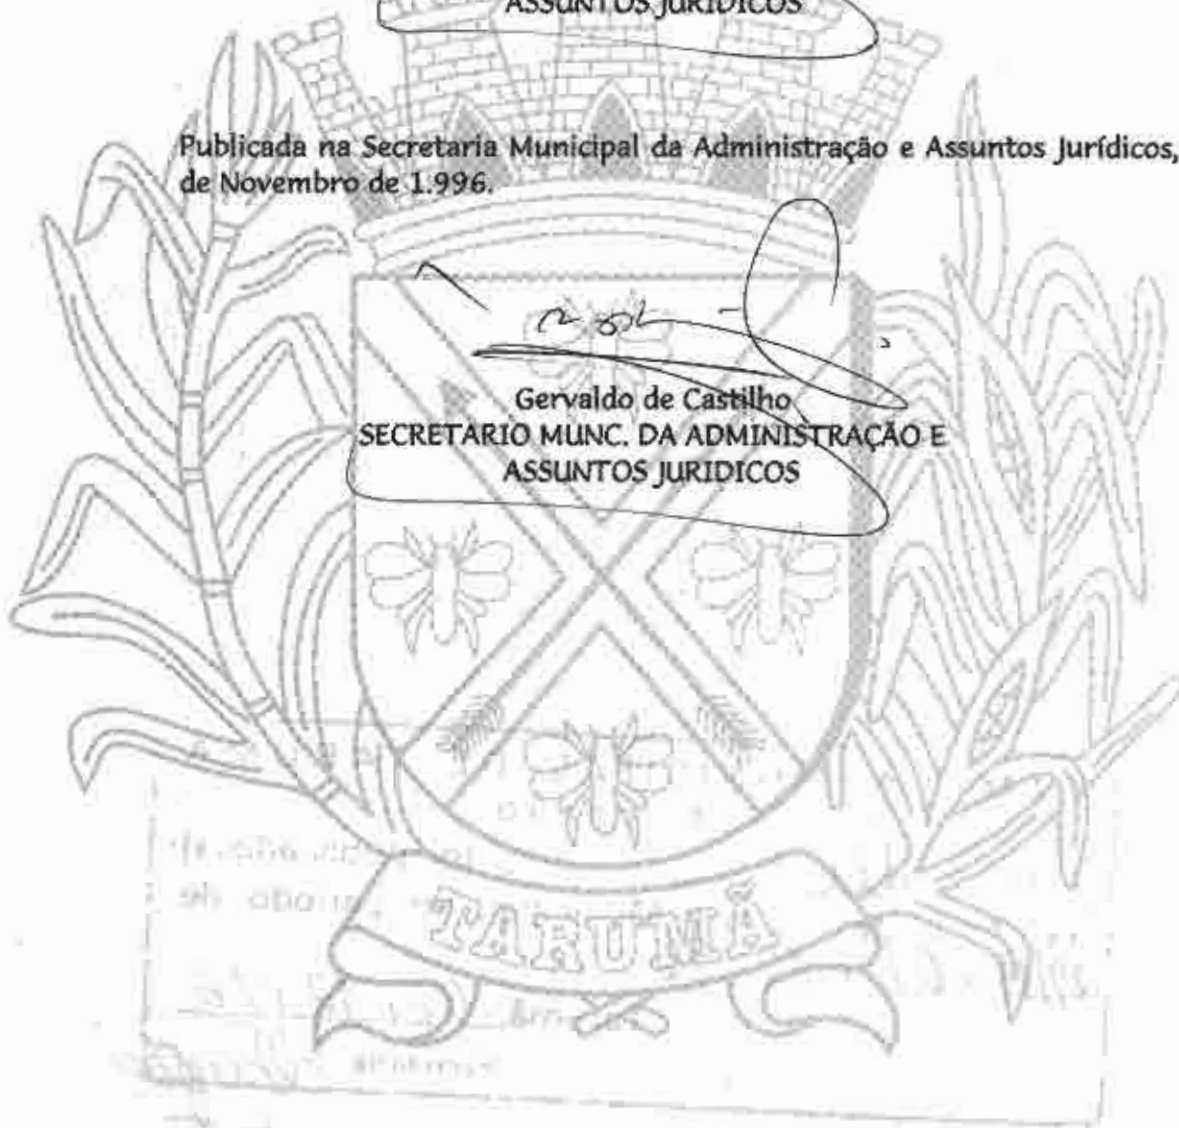 ASSUNTOS JURIDICOS
Publicada na Secretaria Municipal da Administração e Assuntos Jurídicos,
de Novembro de 1.996.
Gervaldo de Castilho
SECRETARIO MUNC. DA ADMINISTRAÇÃO E
ASSUNTOS JURIDICOS
TARUMÃ